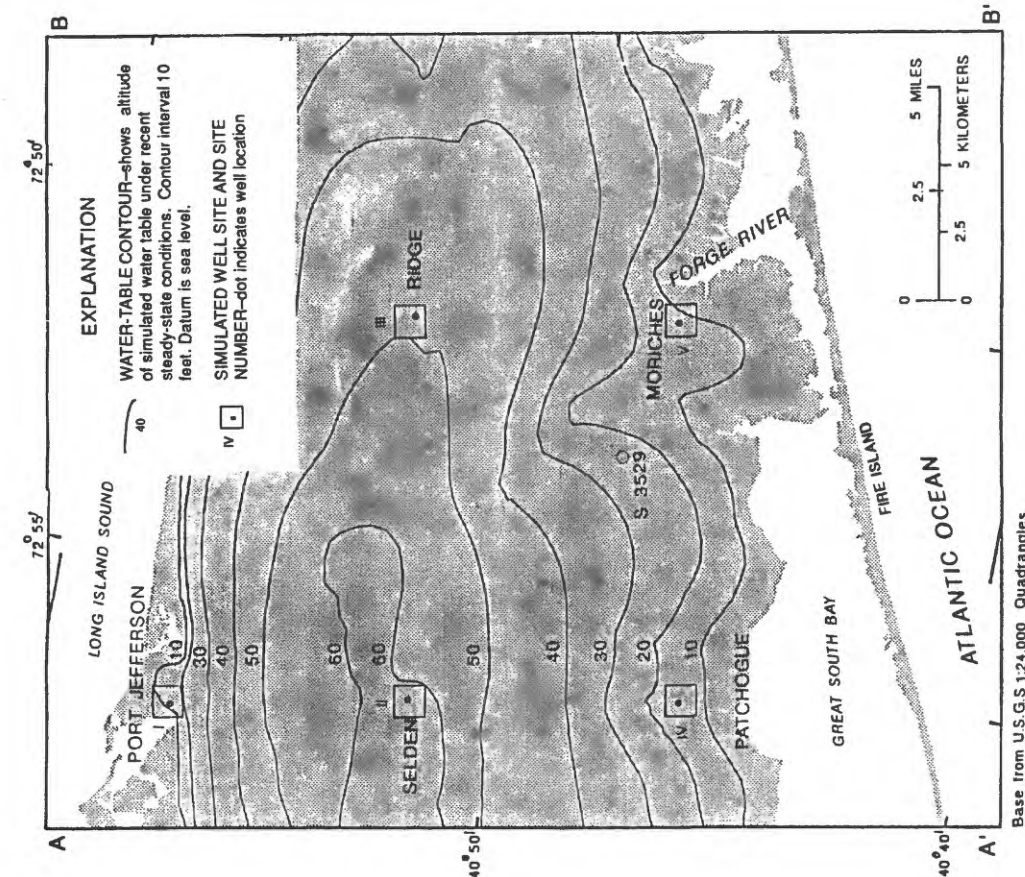 B
B'
EXPLANATION
WATER-TABLE CONTOUR—shows altitude
of simulated water table under recent
steady-state conditions. Contour interval 10
feet. Datum is sea level.
40
SIMULATED WELL SITE AND SITE
NUMBER—dot indicates well location
IV
72°50'
72°55'
LONG ISLAND SOUND
PORT JEFFERSON
I
10
30
40
50
60
60
50
40
30
20
10
II
SELDEN
III
RIDGE
IV
PATCHOGUE
V
MORICHES
FORGE RIVER
S 3529
GREAT SOUTH BAY
FIRE ISLAND
ATLANTIC OCEAN
0 2.5 5 MILES
0 2.5 5 KILOMETERS
A
40°50'
40°40'
A'
Base from U.S.G.S 1:24,000 Quadrangles